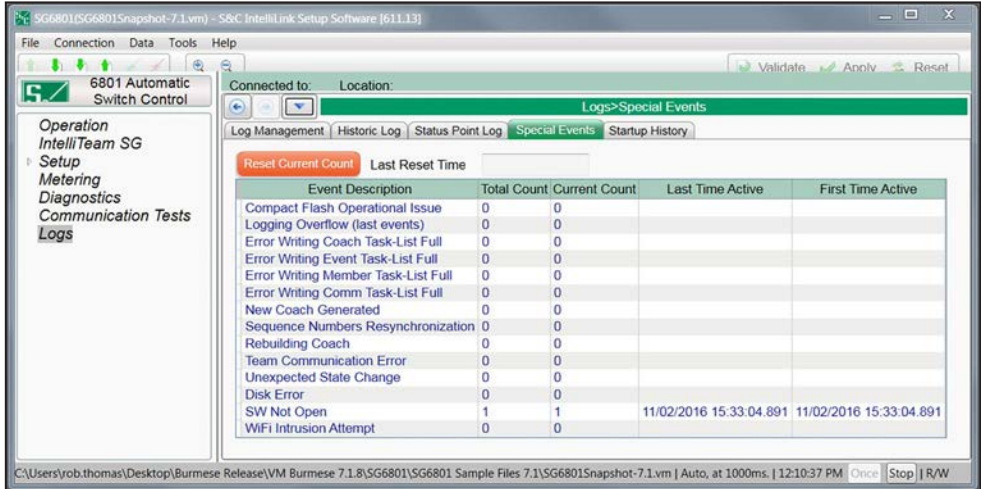 SG6801(SG6801Snapshot-7.1.vm) - S&C IntelliLink Setup Software [611.13]
File Connection Data Tools Help
Validate Apply Reset
6801 Automatic
Switch Control
Connected to: Location:
Logs>Special Events
Operation
IntelliTeam SG
Setup
Metering
Diagnostics
Communication Tests
Logs
Log Management Historic Log Status Point Log Special Events Startup History
Reset Current Count Last Reset Time
Event Description Total Count Current Count Last Time Active First Time Active
Compact Flash Operational Issue 0 0
Logging Overflow (last events) 0 0
Error Writing Coach Task-List Full 0 0
Error Writing Event Task-List Full 0 0
Error Writing Member Task-List Full 0 0
Error Writing Comm Task-List Full 0 0
New Coach Generated 0 0
Sequence Numbers Resynchronization 0 0
Rebuilding Coach 0 0
Team Communication Error 0 0
Unexpected State Change 0 0
Disk Error 0 0
SW Not Open 1 1 11/02/2016 15:33:04.891 11/02/2016 15:33:04.891
WiFi Intrusion Attempt 0 0
C:\Users\rob.thomas\Desktop\Burmese Release\VM Burmese 7.1.8\SG6801\SG6801 Sample Files 7.1\SG6801Snapshot-7.1.vm | Auto, at 1000ms. | 12:10:37 PM Once Stop | R/W